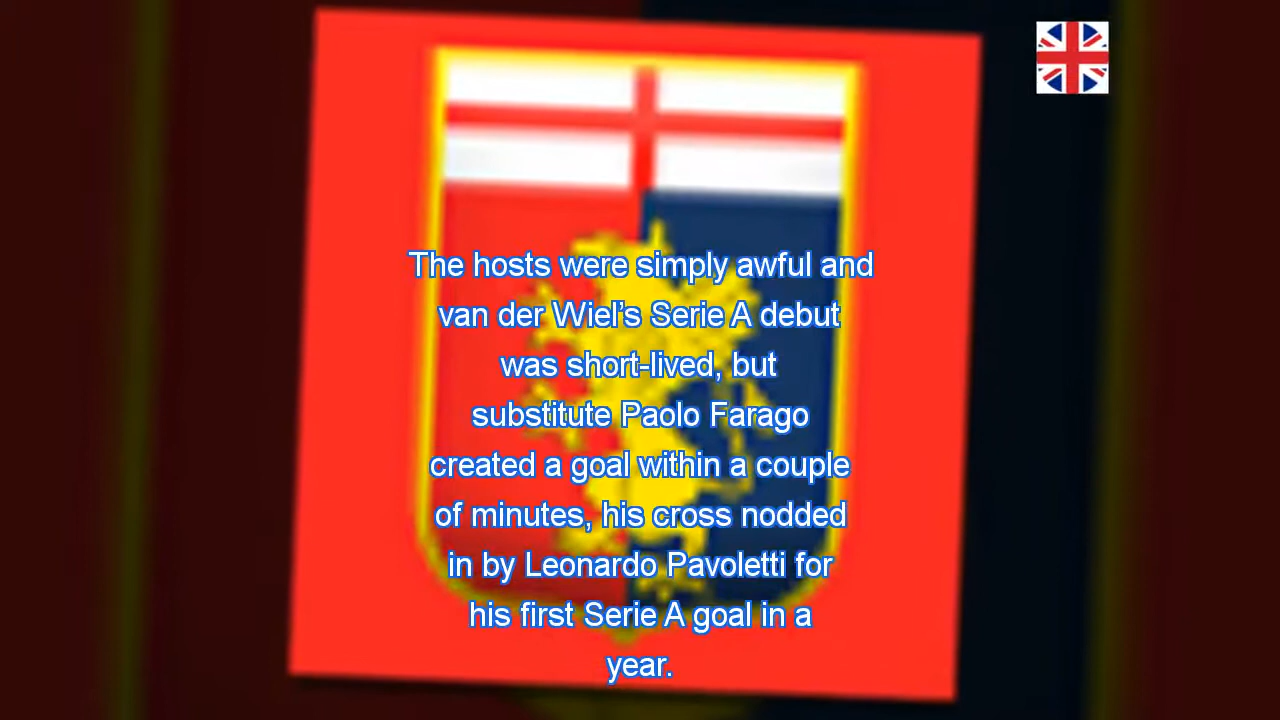 The hosts were simply awful and
van der Wiel’s Serie A debut
was short-lived, but
substitute Paolo Farago
created a goal within a couple
of minutes, his cross nodded
in by Leonardo Pavoletti for
his first Serie A goal in a
year.